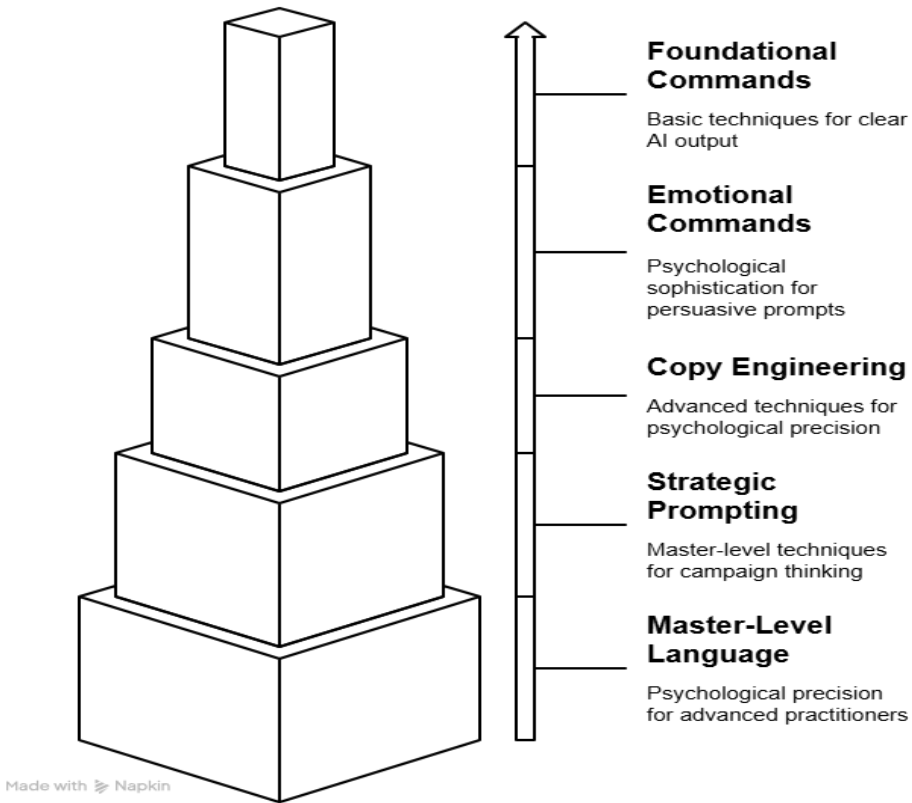 Foundational
Commands
Basic techniques for clear
AI output
Emotional
Commands
Psychological
sophistication for
persuasive prompts
Copy Engineering
Advanced techniques for
psychological precision
Strategic
Prompting
Master-level techniques
for campaign thinking
Master-Level
Language
Psychological precision
for advanced practitioners
Made with Napkin